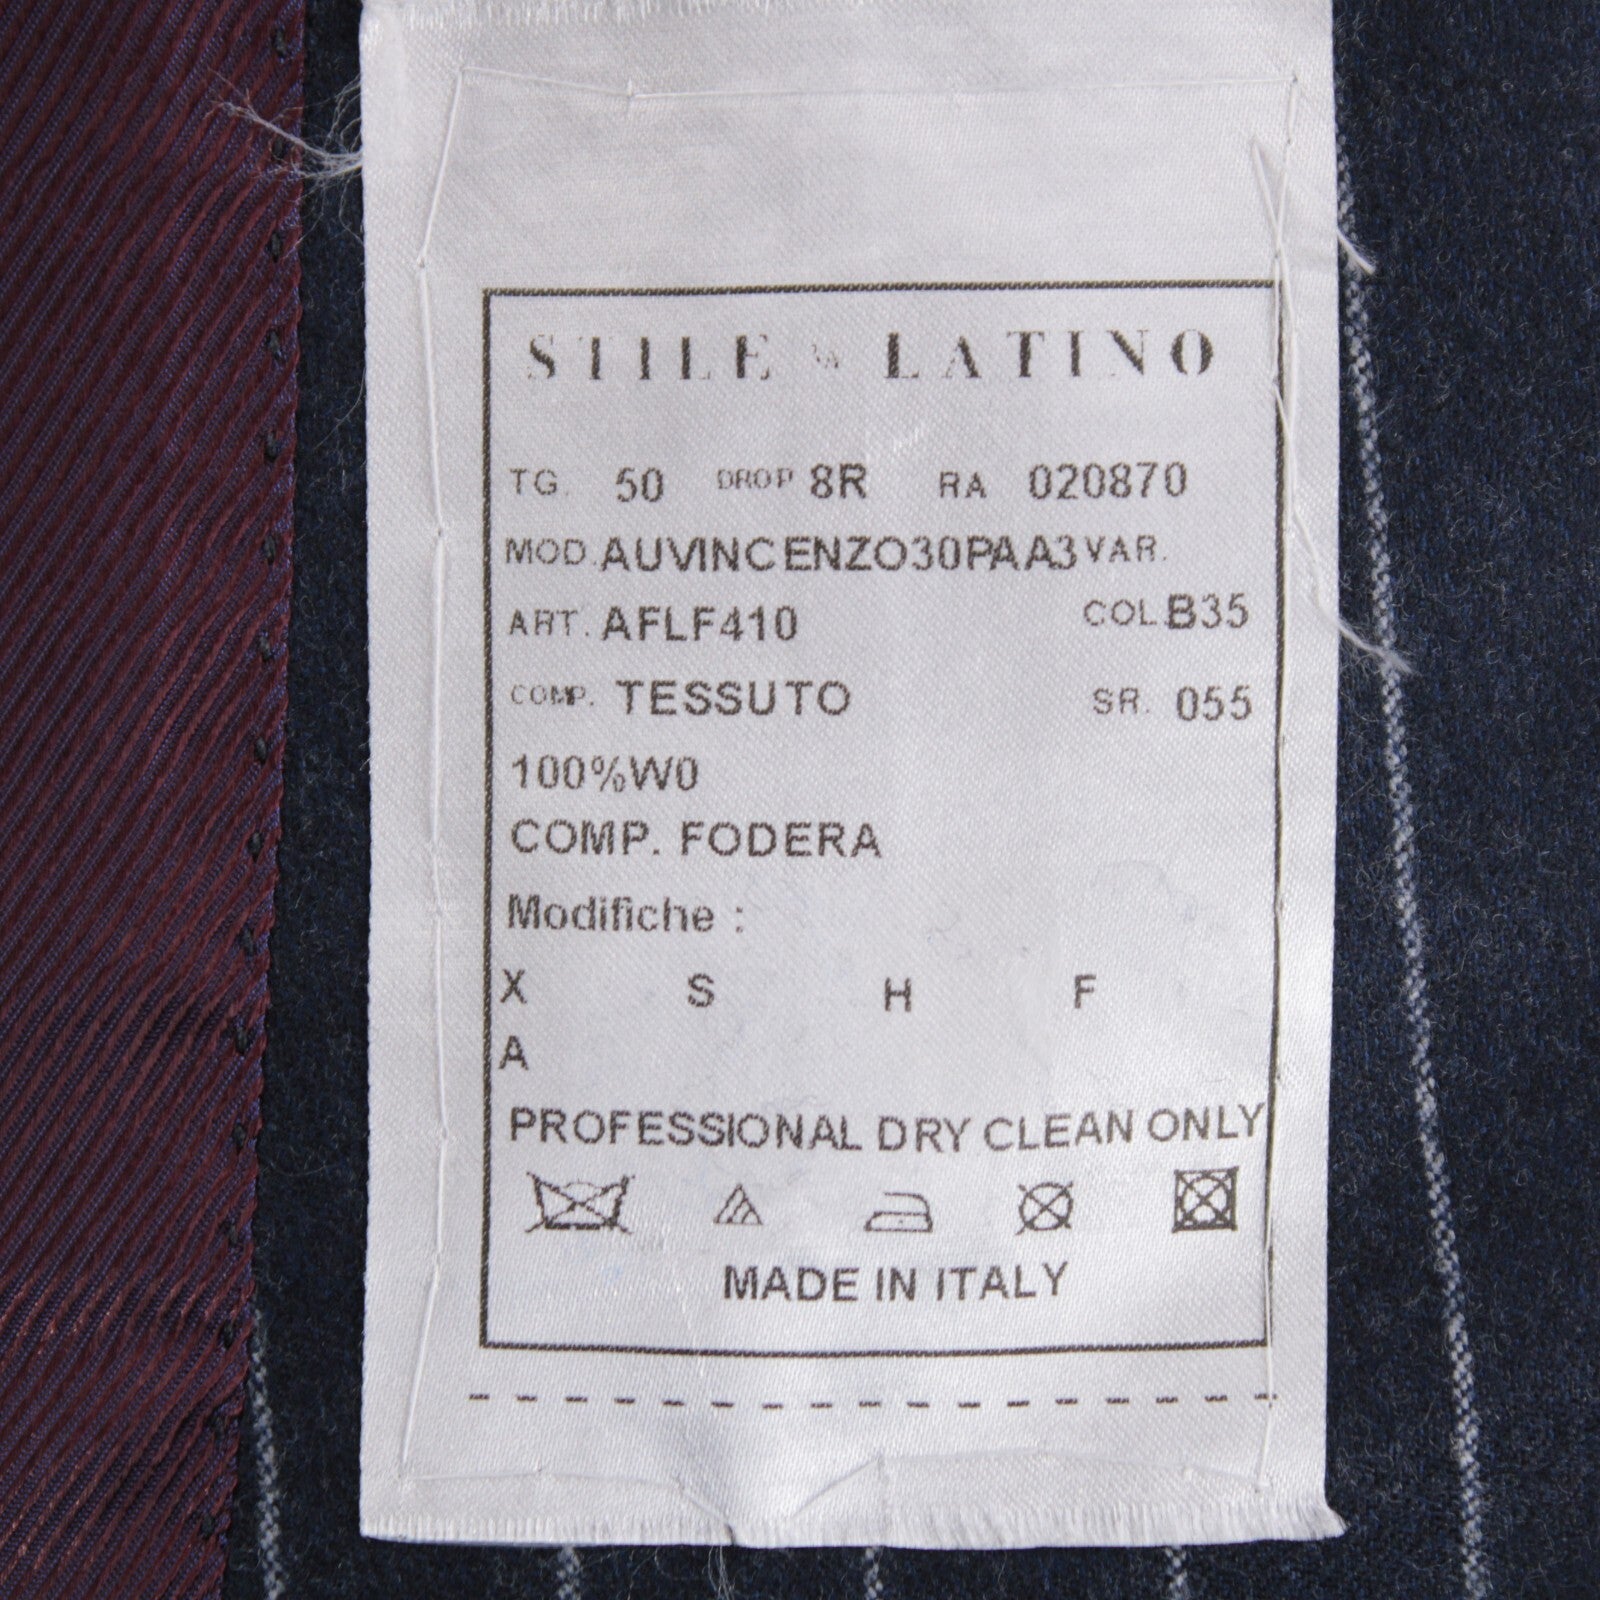 STILE LATINO
TG. 50 DROP 8R RA 020870
MOD. AUVINCENZO30PAA3 VAR.
ART. AFLF410 COL. B35
COMP. TESSUTO SR. 055
100%WO
COMP. FODERA
Modifiche :
X S H F
A
PROFESSIONAL DRY CLEAN ONLY
MADE IN ITALY